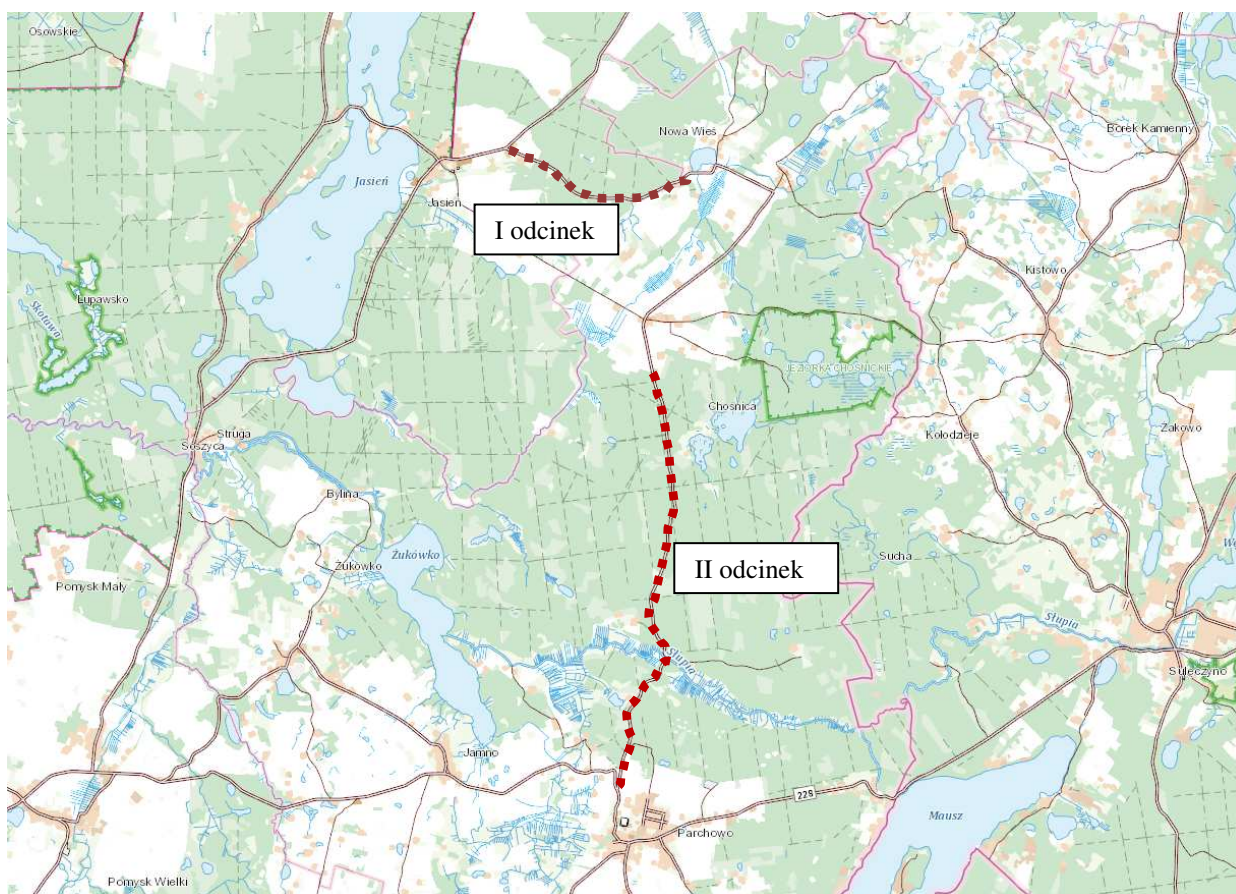 Osowskie
Nowa Wieś
Borek Kamienny
Jasień
Jasień
I odcinek
Kistowo
Łupawsko
Skotawa
JEZIORKA CHOŚNICKIE
Chośnica
Kołodzieje
Żakowo
Struga
Soszyca
Bylina
Żukówko
Żukówko
Sucha
Pomysk Mały
II odcinek
Słupia
Słupia
Sulęczyno
Jamno
228
Mausz
Parchowo
Pomysk Wielki